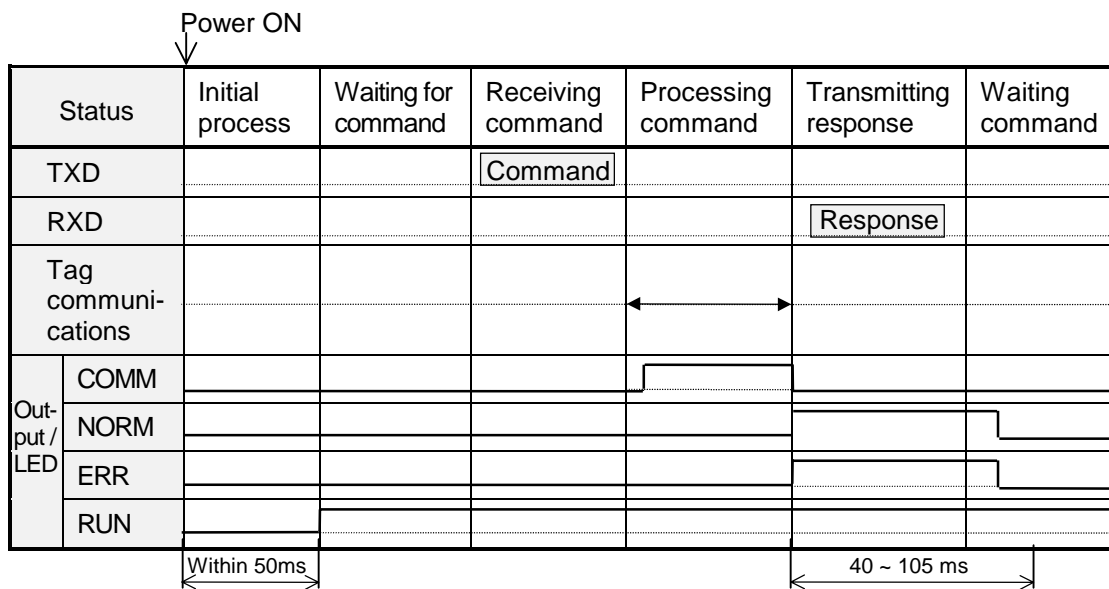 Power ON
Status
Initial
process
Waiting for
command
Receiving
command
Processing
command
Transmitting
response
Waiting
command
TXD
Command
RXD
Response
Tag
communi-
cations
Out-
put /
LED
COMM
NORM
ERR
RUN
Within 50ms
40 ~ 105 ms